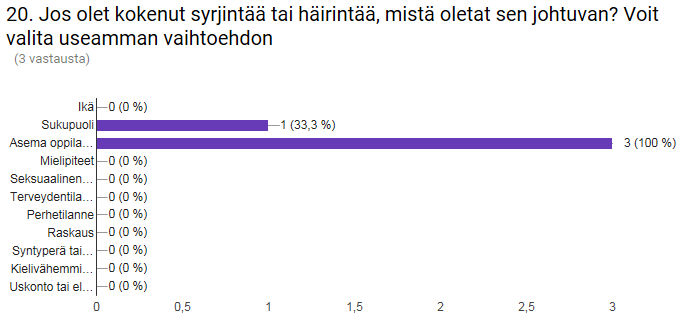 20. Jos olet kokenut syrjintää tai häirintää, mistä oletat sen johtuvan? Voit
valita useamman vaihtoehdon
(3 vastausta)
Ikä 0 (0 %)
Sukupuoli 1 (33,3 %)
Asema oppila... 3 (100 %)
Mielipiteet 0 (0 %)
Seksuaalinen... 0 (0 %)
Terveydentila... 0 (0 %)
Perhetilanne 0 (0 %)
Raskaus 0 (0 %)
Syntyperä tai... 0 (0 %)
Kielivähemmi... 0 (0 %)
Uskonto tai el... 0 (0 %)
0 0,5 1 1,5 2 2,5 3